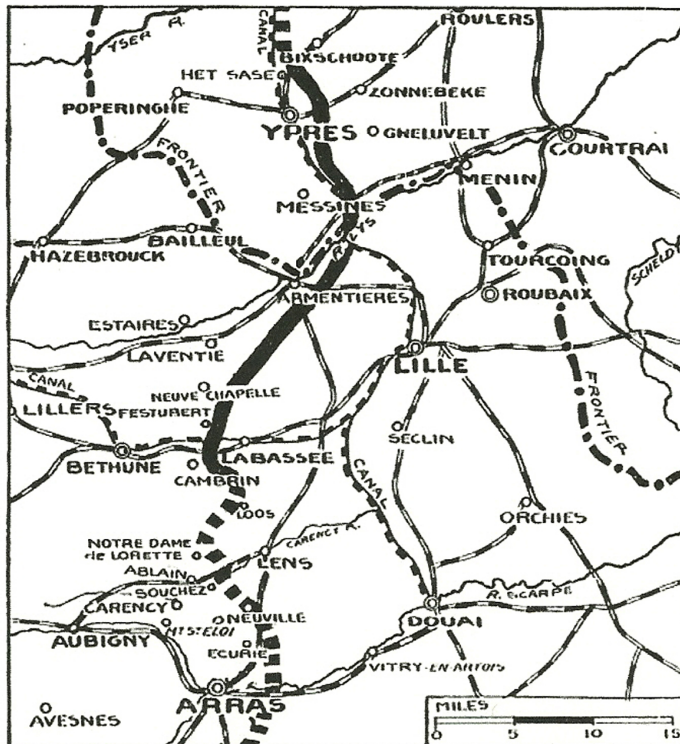 YSER R.
CANAL
ROULERS
BIXSCHOOTE
HET SASE
ZONNEBEKE
POPERINGHE
YPRES
GHELUVELT
COURTRAI
FRONTIER
MENIN
MESSINES
R. LYS
BAILLEUL
HAZEBROUCK
TOURCOING
SCHELD
ARMENTIERES
ROUBAIX
ESTAIRES
LAVENTIE
LILLE
CANAL
NEUVE CHAPELLE
FRONTIER
LILLERS
FESTUBERT
SECLIN
BETHUNE
LABASSEE
CAMBRIN
CANAL
LOOS
ORCHIES
NOTRE DAME
de LORETTE
CARENCY R.
LENS
ABLAIN
SOUCHEZ
CARENCY
NEUVILLE
R. SCARPE
DOUAI
MT ST ELOI
AUBIGNY
ECURIE
VITRY-EN-ARTOIS
ARRAS
AVESNES
MILES
0 5 10 15